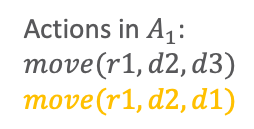 Actions in A₁:
move(r1, d2, d3)
move(r1, d2, d1)